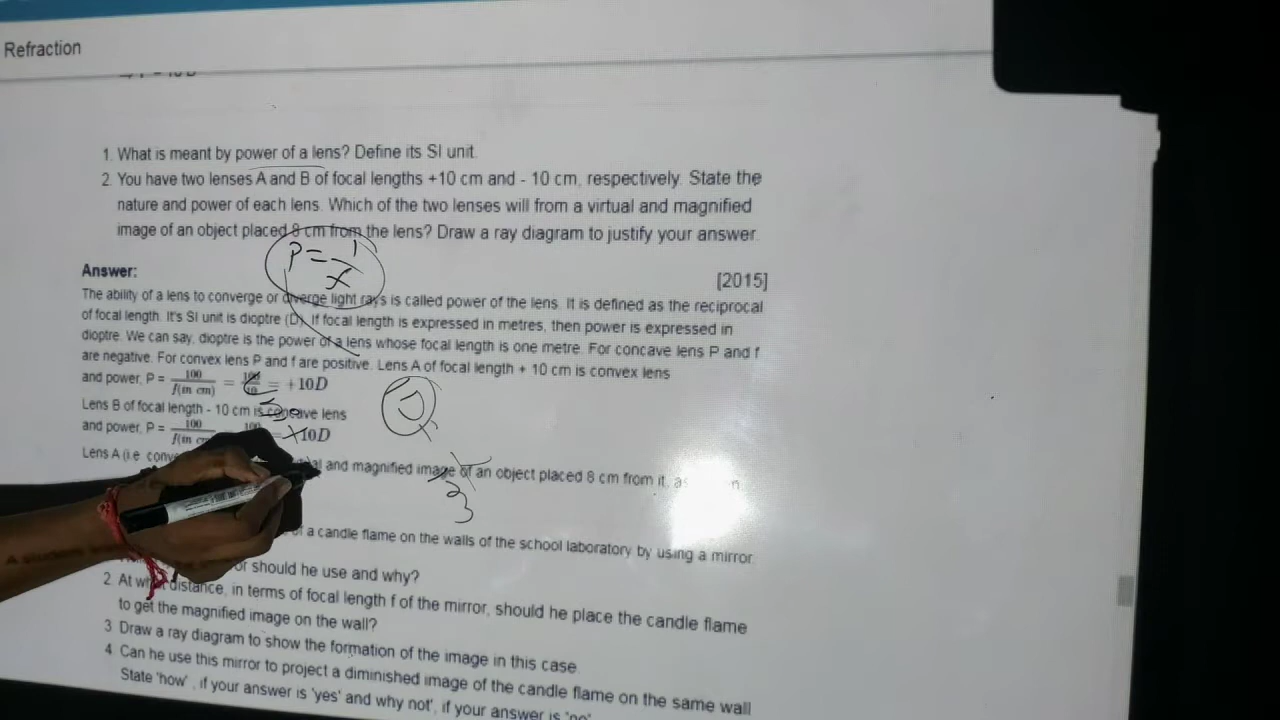 Refraction
1. What is meant by power of a lens? Define its SI unit.
2. You have two lenses A and B of focal lengths +10 cm and - 10 cm, respectively. State the
nature and power of each lens. Which of the two lenses will from a virtual and magnified
image of an object placed 8 cm from the lens? Draw a ray diagram to justify your answer.
P = 1/f
Answer:
[2015]
The ability of a lens to converge or diverge light rays is called power of the lens. It is defined as the reciprocal
of focal length. It's SI unit is dioptre (D). If focal length is expressed in metres, then power is expressed in
dioptre. We can say, dioptre is the power of a lens whose focal length is one metre. For concave lens P and f
are negative. For convex lens P and f are positive. Lens A of focal length + 10 cm is convex lens
and power, P = 100/f(in cm) = 100/10 = +10D
Lens B of focal length - 10 cm is concave lens
and power, P = 100/f(in 100 10D
Lens A (i.e. and magnified image of an object placed 8 cm from it, as
3
of a candle flame on the walls of the school laboratory by using a mirror.
should he use and why?
2. At what distance, in terms of focal length f of the mirror, should he place the candle flame
to get the magnified image on the wall?
3 Draw a ray diagram to show the formation of the image in this case.
4. Can he use this mirror to project a diminished image of the candle flame on the same wall
State 'how' , if your answer is 'yes' and why not', if your answer is 'no'